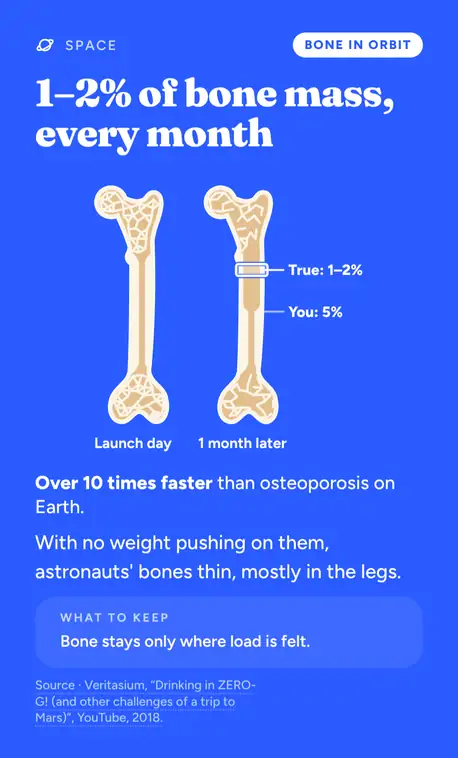 SPACE
BONE IN ORBIT
1–2% of bone mass,
every month
True: 1–2%
You: 5%
Launch day
1 month later
Over 10 times faster than osteoporosis on
Earth.
With no weight pushing on them,
astronauts' bones thin, mostly in the legs.
WHAT TO KEEP
Bone stays only where load is felt.
Source · Veritasium, “Drinking in ZERO-
G! (and other challenges of a trip to
Mars)”, YouTube, 2018.